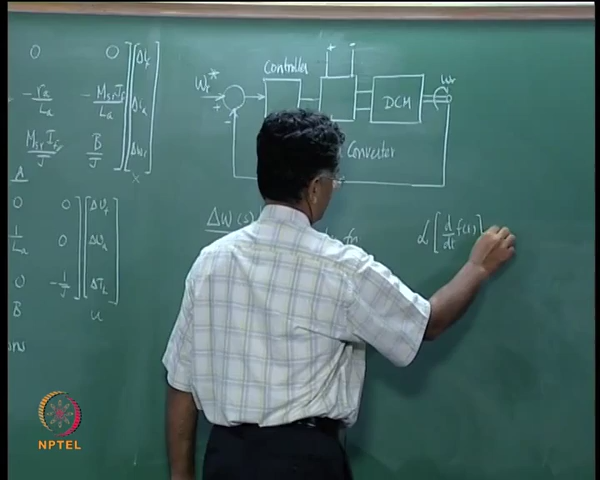 0 0 Δi_f
-r_a/L_a -M_sr I_f/L_a Δi_a
M_sr I_f/J B/J Δω_r
A x
0 0 Δv_f
1/L_a 0 Δv_a
0 -1/J ΔT_L
B u
ω_r* + -
Controller
+ -
DCM
ω_r
Converter
Δω(s)
fn
ℒ[d/dt f(t)]
NPTEL